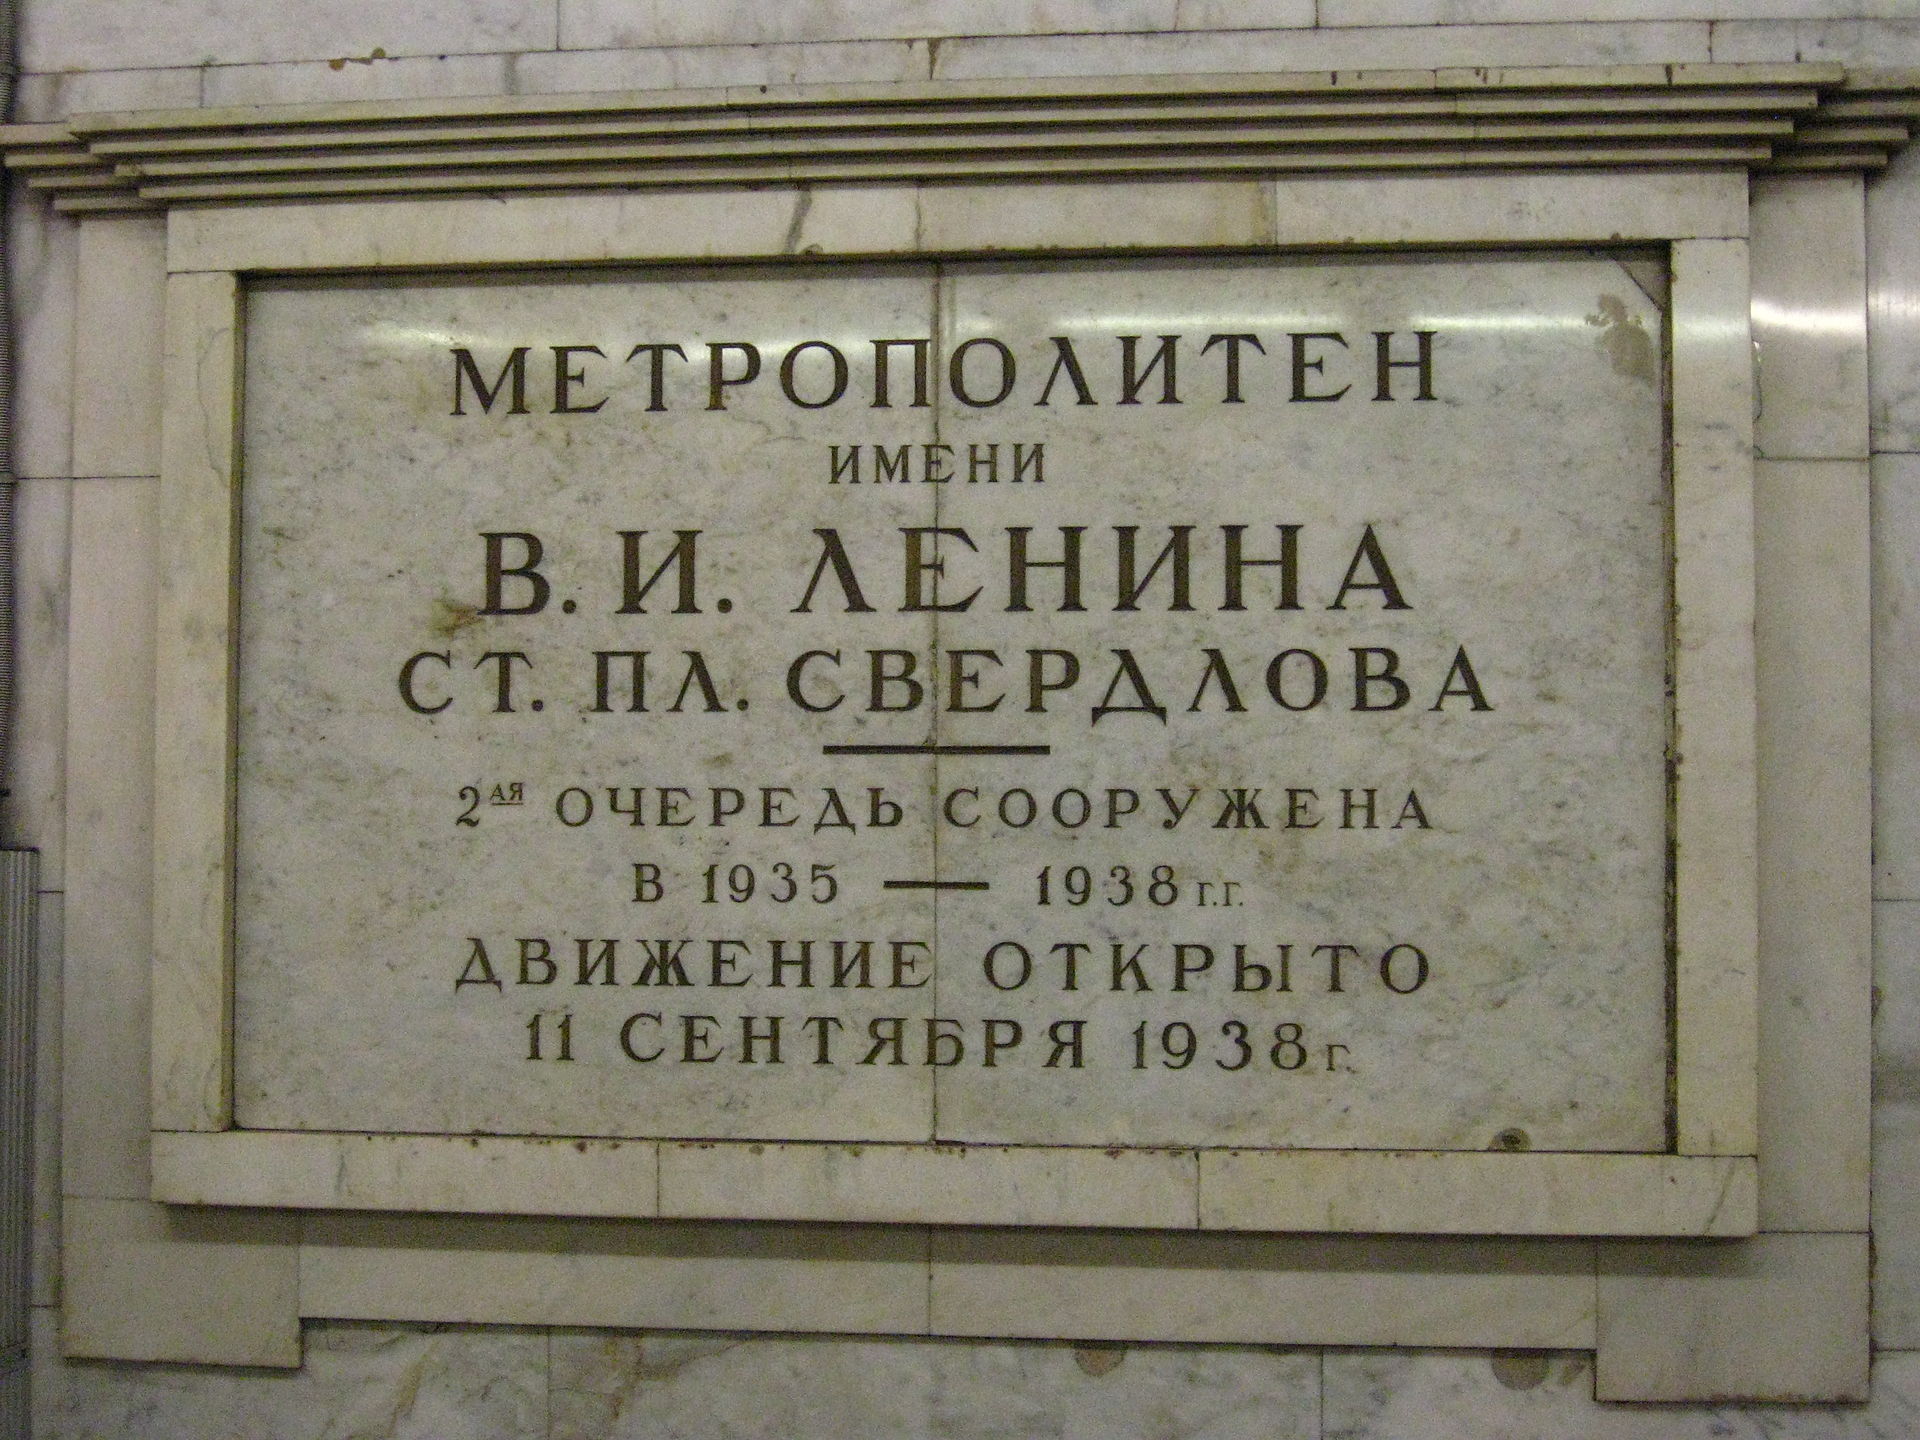 МЕТРОПОЛИТЕН
ИМЕНИ
В. И. ЛЕНИНА
СТ. ПЛ. СВЕРДЛОВА
2АЯ ОЧЕРЕДЬ СООРУЖЕНА
В 1935 — 1938 г.г.
ДВИЖЕНИЕ ОТКРЫТО
11 СЕНТЯБРЯ 1938 г.